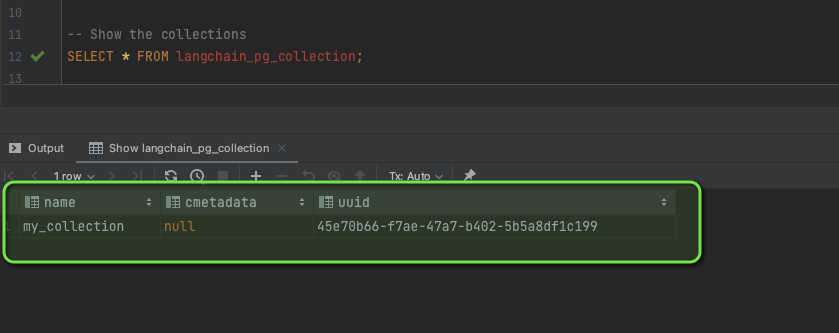 10
11 -- Show the collections
12 SELECT * FROM langchain_pg_collection;
13
Output Show langchain_pg_collection
1 row Tx: Auto
name cmetadata uuid
1 my_collection null 45e70b66-f7ae-47a7-b402-5b5a8df1c199